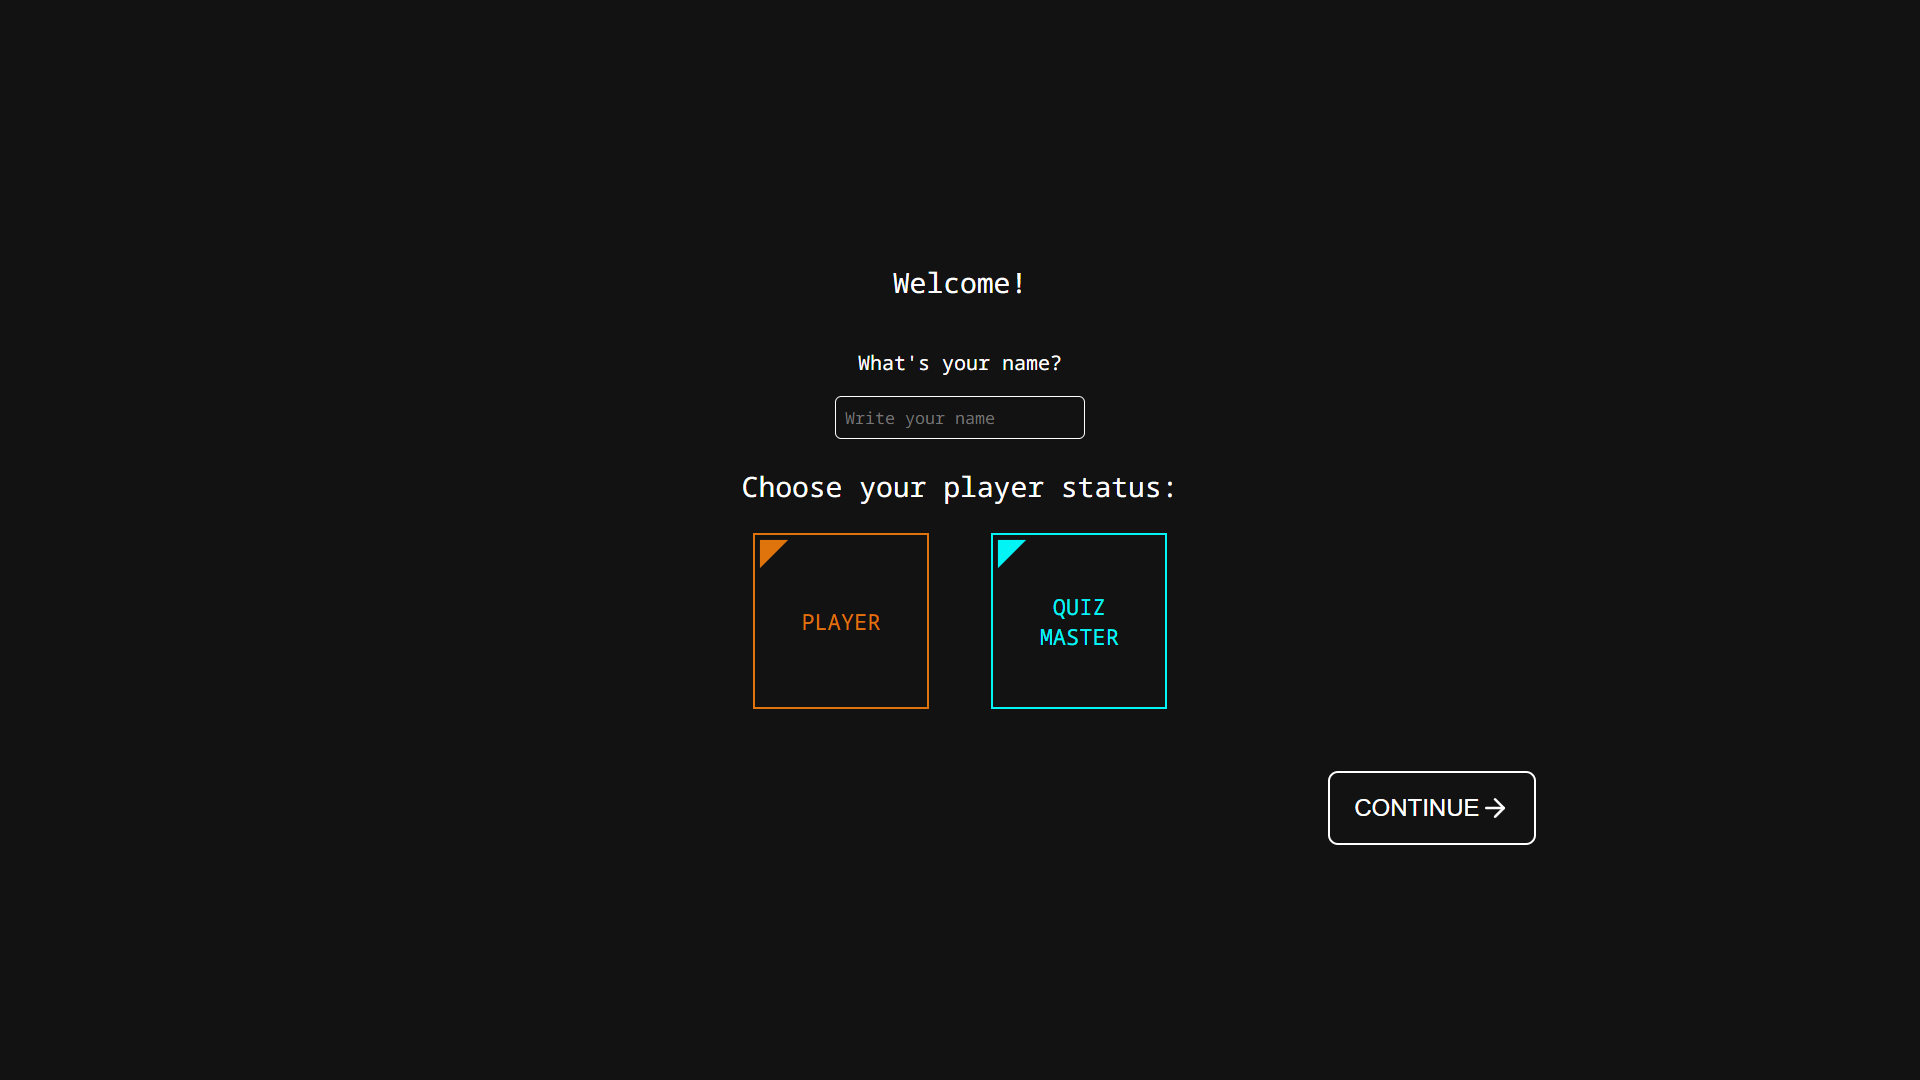 Welcome!
What's your name?
Write your name
Choose your player status:
PLAYER
QUIZ
MASTER
CONTINUE